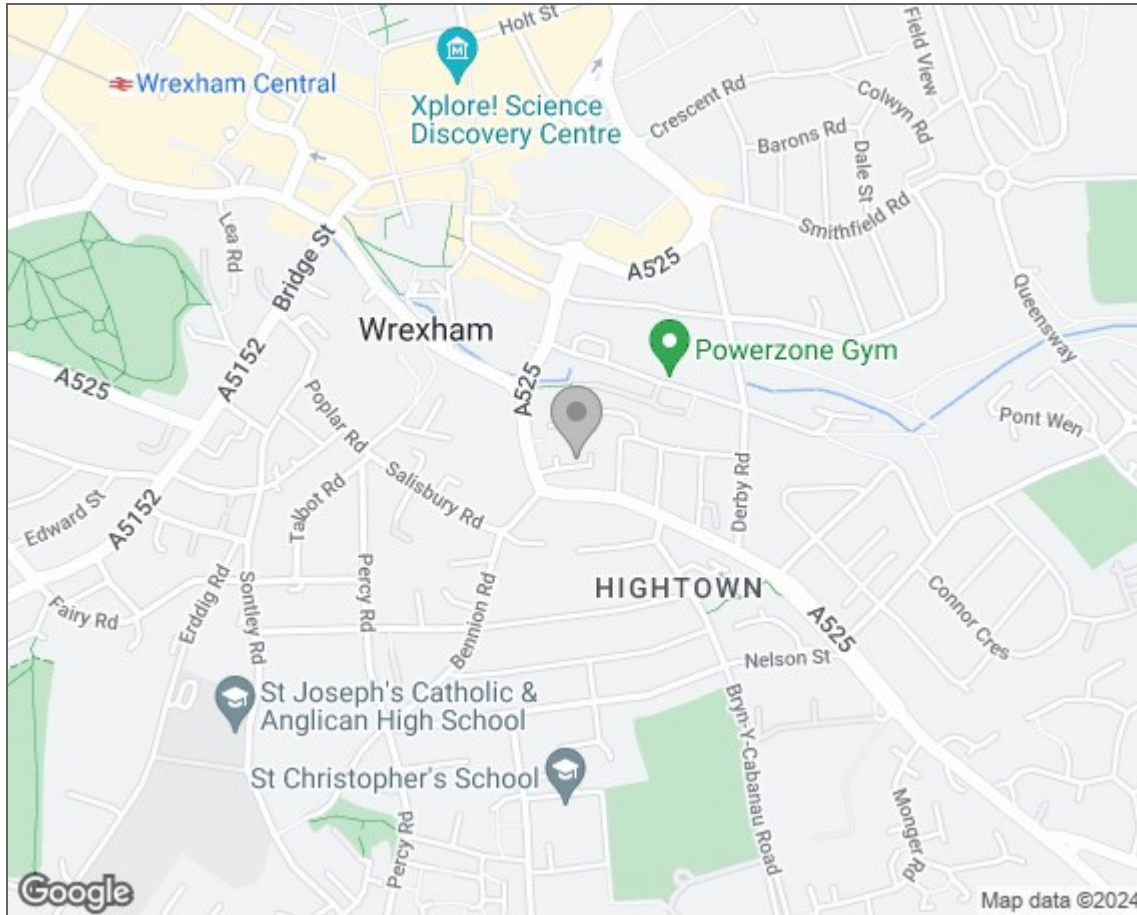 Holt St
Field View
Wrexham Central
Xplore! Science
Discovery Centre
Crescent Rd
Colwyn Rd
Barons Rd
Dale St
Smithfield Rd
Lea Rd
Bridge St
A525
Queensway
Wrexham
Powerzone Gym
A525
A5152
A525
Poplar Rd
Pont Wen
Salisbury Rd
Talbot Rd
Derby Rd
Edward St
A5152
Percy Rd
HIGHTOWN
Erddig Rd
Sontley Rd
Fairy Rd
Bennion Rd
Connor Cres
A525
Nelson St
St Joseph's Catholic &
Anglican High School
Bryn-Y-Cabanau Road
St Christopher's School
Monger Rd
Percy Rd
Google
Map data ©2024